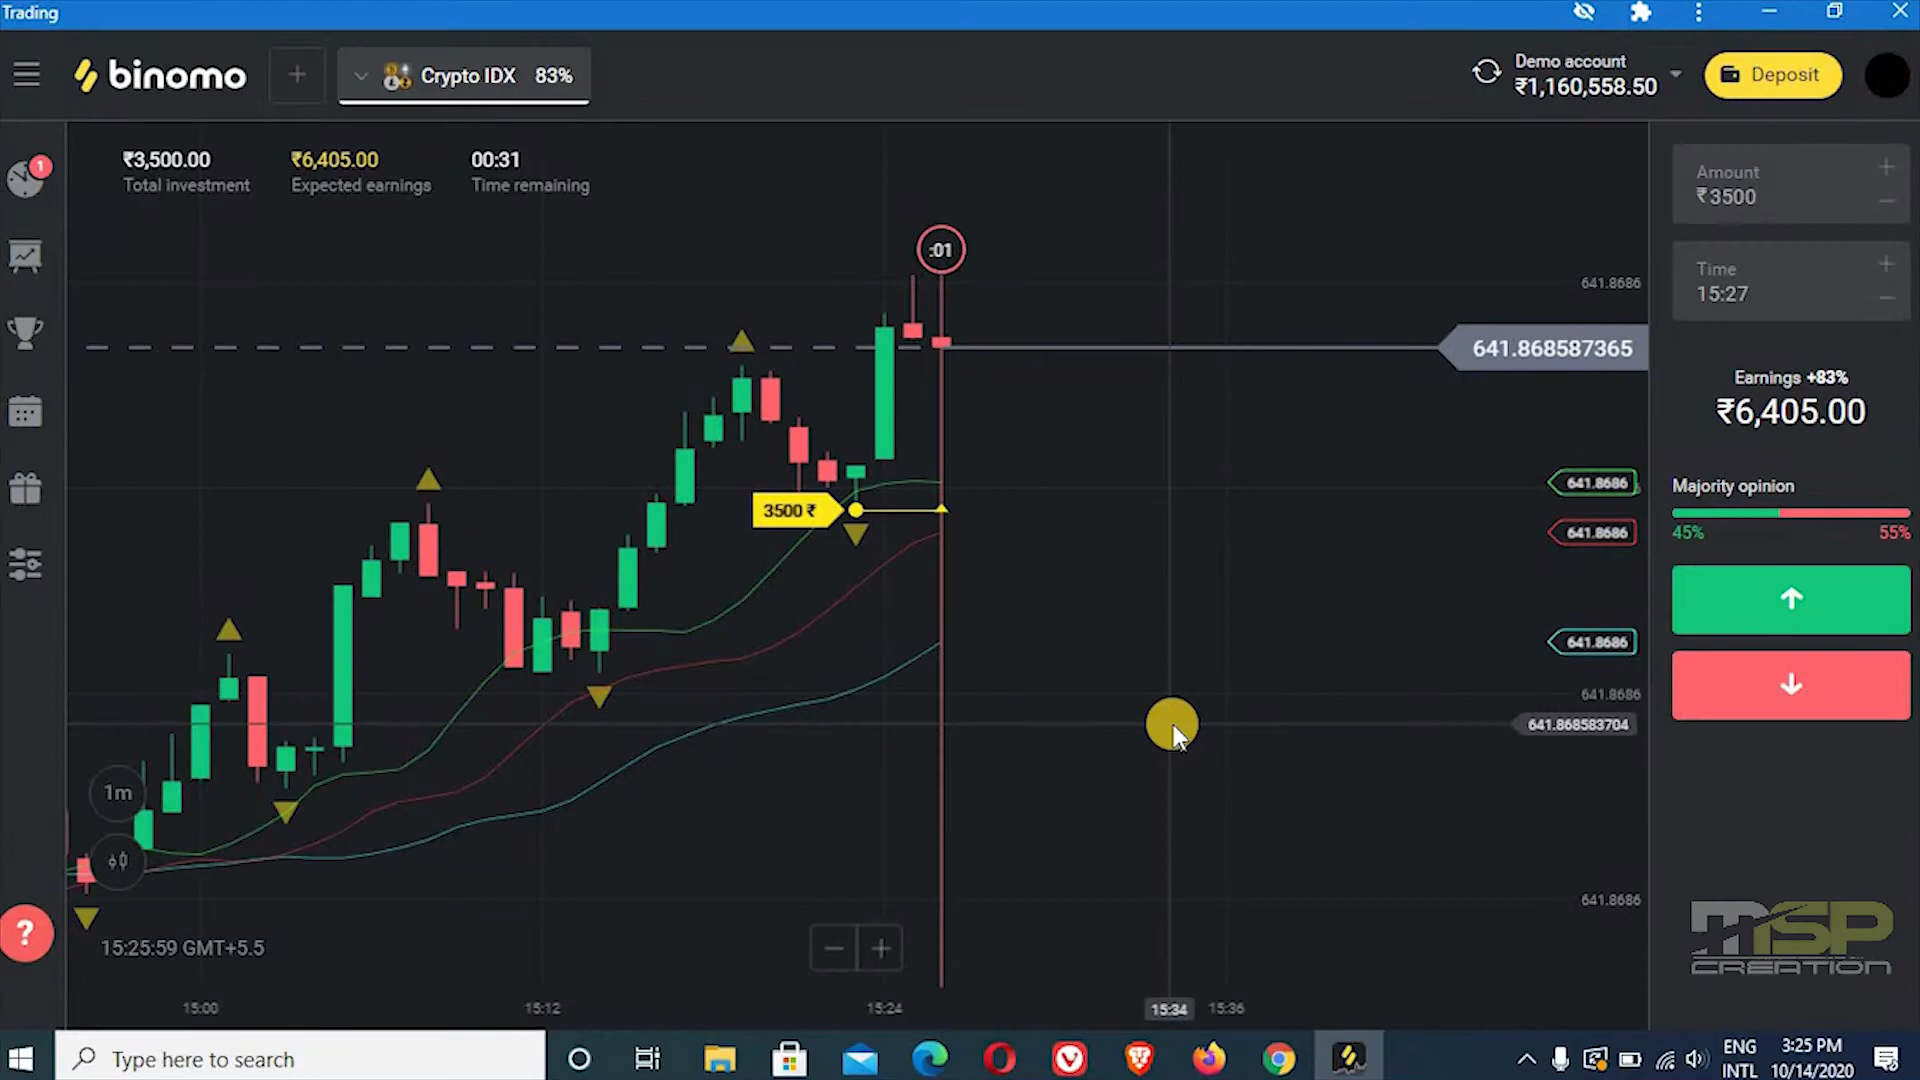 Trading
binomo
Crypto IDX 83%
Demo account
₹1,160,558.50
Deposit
1
₹3,500.00
Total investment
₹6,405.00
Expected earnings
00:31
Time remaining
:01
3500 ₹
641.8686
641.868587365
641.8686
641.8686
641.8686
641.8686
641.868583704
641.8686
Amount
₹3500
Time
15:27
Earnings +83%
₹6,405.00
Majority opinion
45% 55%
1m
?
15:25:59 GMT+5.5
15:00 15:12 15:24 15:34 15:36
MSP
CREATION
Type here to search
ENG
INTL
3:25 PM
10/14/2020